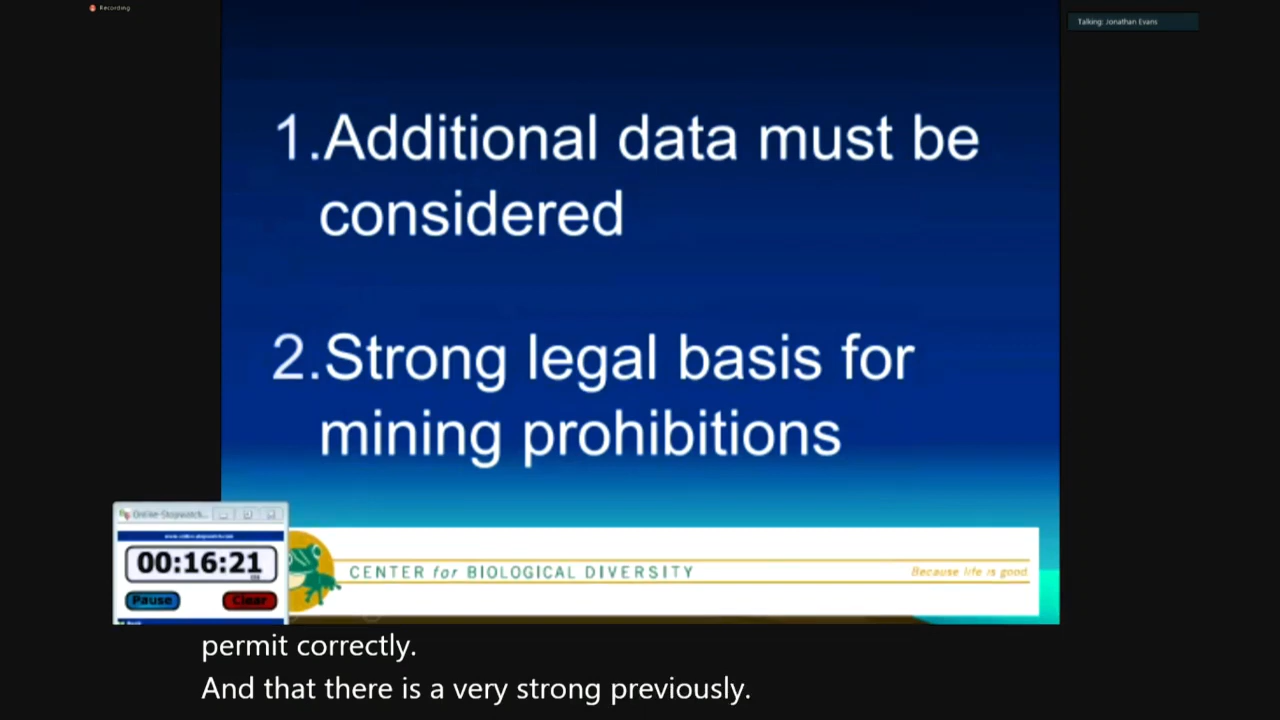 Recording
Talking: Jonathan Evans
1.Additional data must be
considered
2.Strong legal basis for
mining prohibitions
Online-Stopwatch...
00:16:21
Pause
Clear
CENTER for BIOLOGICAL DIVERSITY
Because life is good
permit correctly.
And that there is a very strong previously.